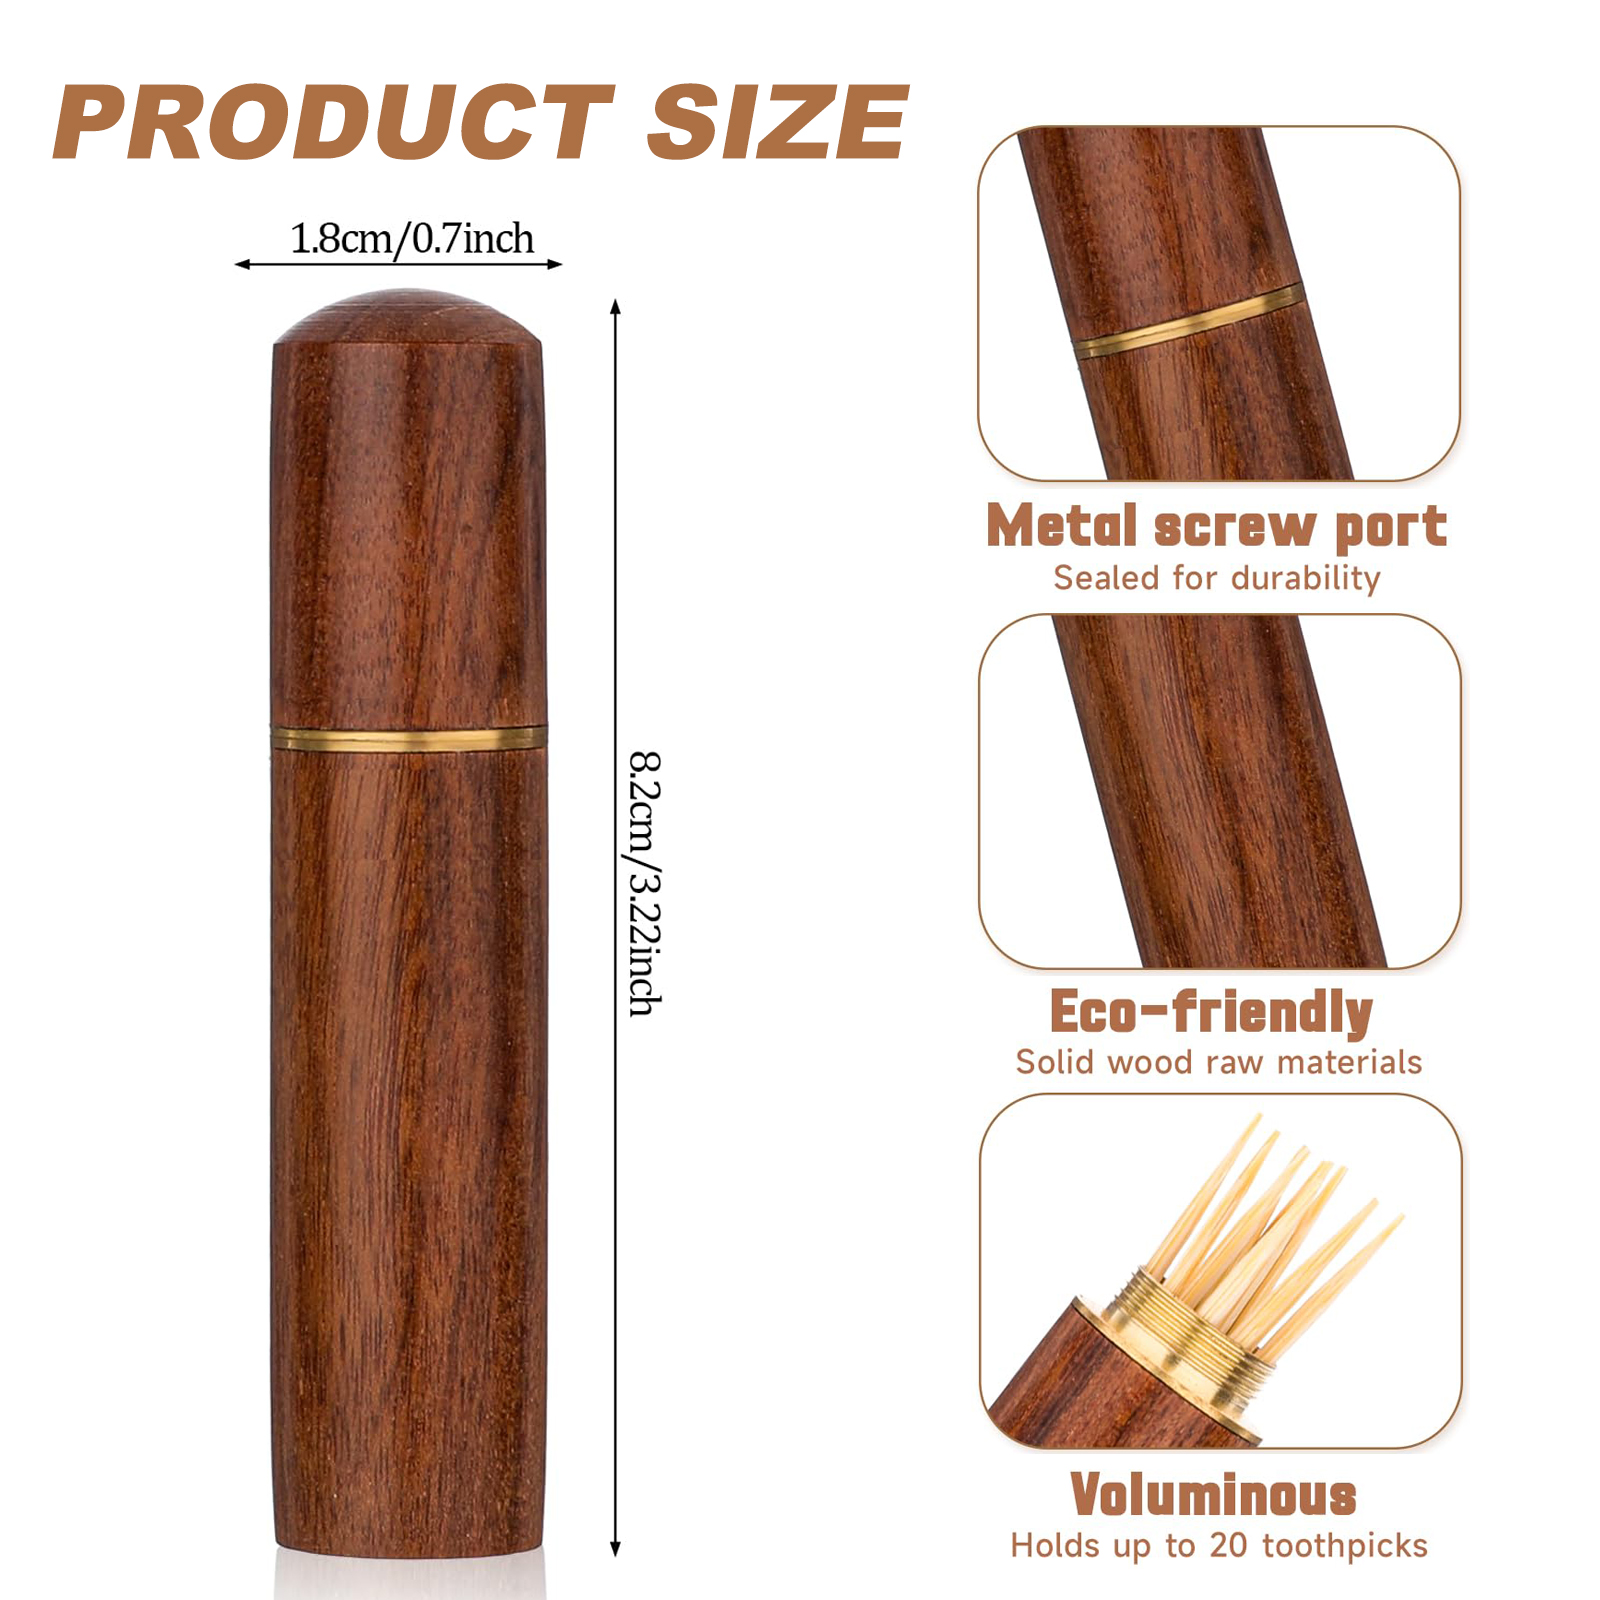 PRODUCT SIZE
1.8cm/0.7inch
8.2cm/3.22inch
Metal screw port
Sealed for durability
Eco-friendly
Solid wood raw materials
Voluminous
Holds up to 20 toothpicks